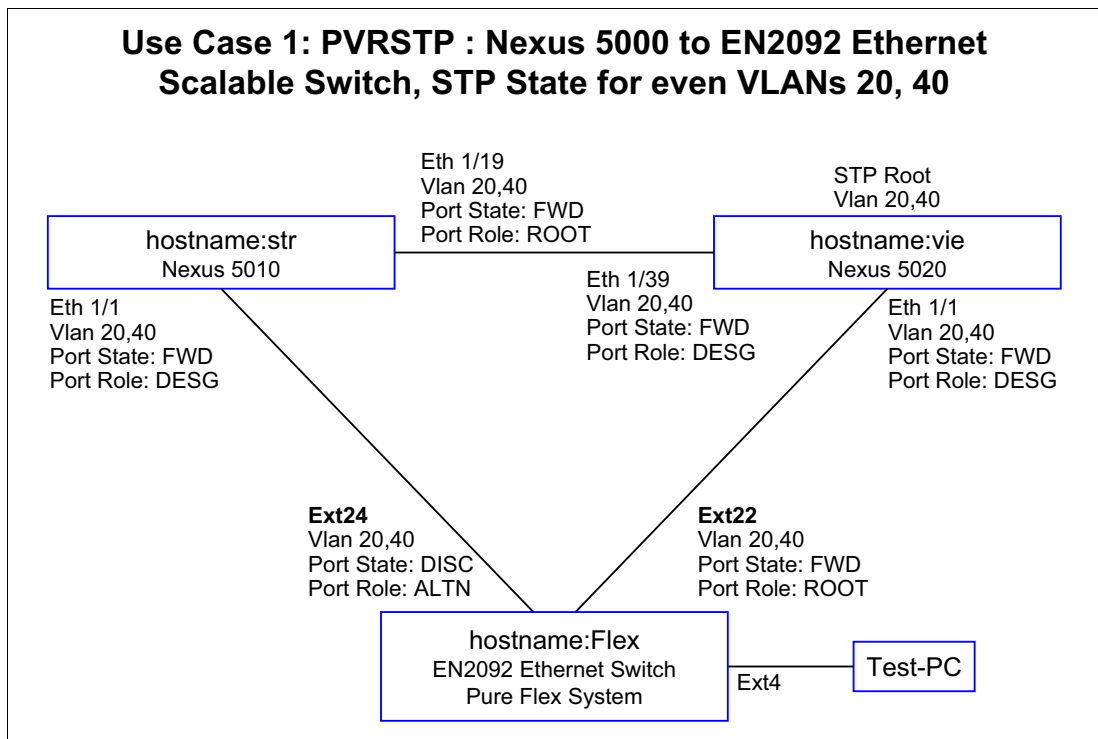 Use Case 1: PVRSTP : Nexus 5000 to EN2092 Ethernet
Scalable Switch, STP State for even VLANs 20, 40
Eth 1/19
Vlan 20,40
Port State: FWD
Port Role: ROOT
STP Root
Vlan 20,40
hostname:str
Nexus 5010
hostname:vie
Nexus 5020
Eth 1/1
Vlan 20,40
Port State: FWD
Port Role: DESG
Eth 1/39
Vlan 20,40
Port State: FWD
Port Role: DESG
Eth 1/1
Vlan 20,40
Port State: FWD
Port Role: DESG
Ext24
Vlan 20,40
Port State: DISC
Port Role: ALTN
Ext22
Vlan 20,40
Port State: FWD
Port Role: ROOT
hostname:Flex
EN2092 Ethernet Switch
Pure Flex System
Ext4
Test-PC